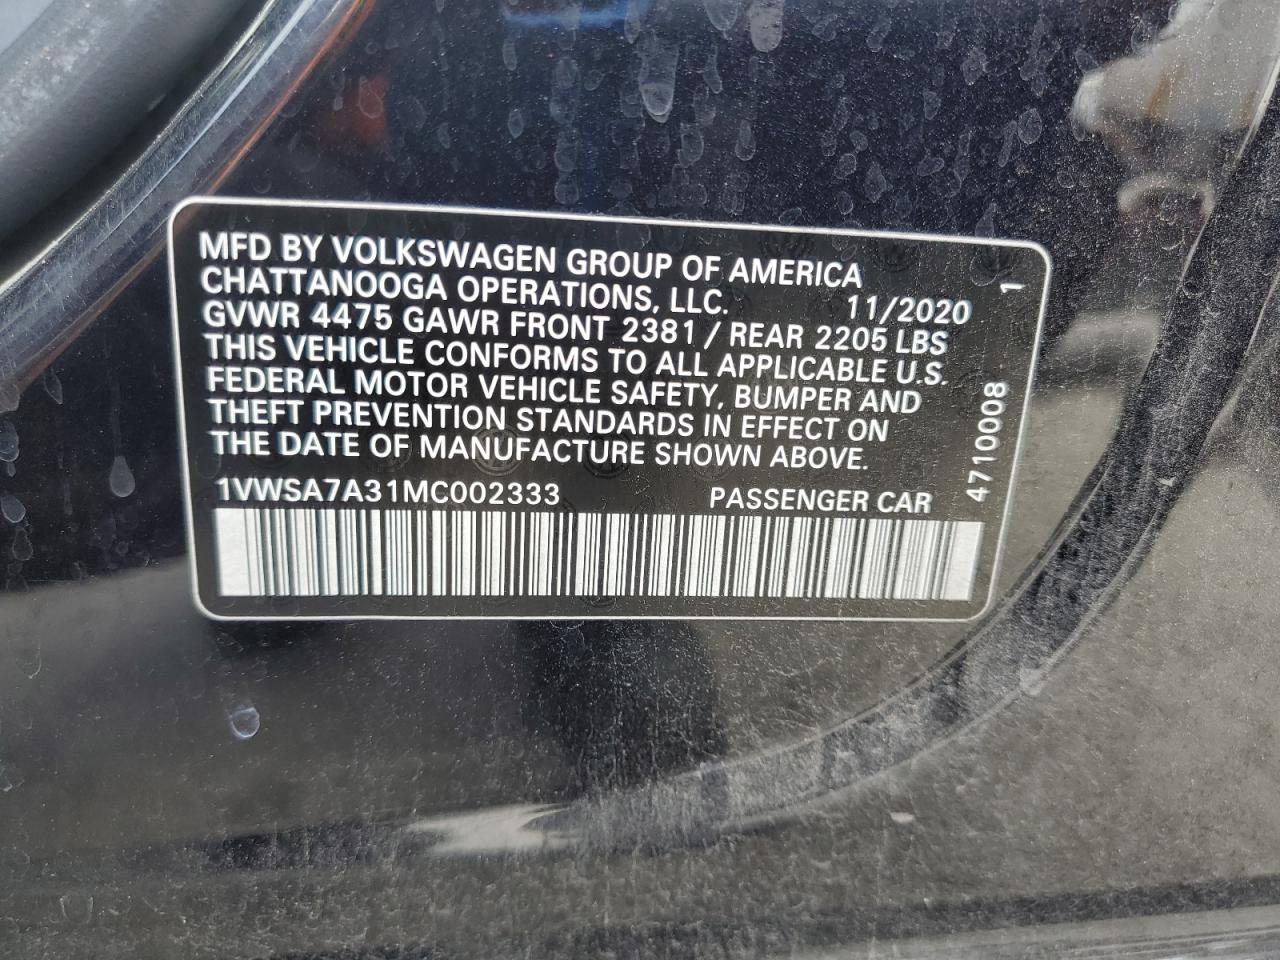 MFD BY VOLKSWAGEN GROUP OF AMERICA
CHATTANOOGA OPERATIONS, LLC. 11/2020
GVWR 4475 GAWR FRONT 2381 / REAR 2205 LBS
THIS VEHICLE CONFORMS TO ALL APPLICABLE U.S.
FEDERAL MOTOR VEHICLE SAFETY, BUMPER AND
THEFT PREVENTION STANDARDS IN EFFECT ON
THE DATE OF MANUFACTURE SHOWN ABOVE.
1VWSA7A31MC002333 PASSENGER CAR
4710008 1